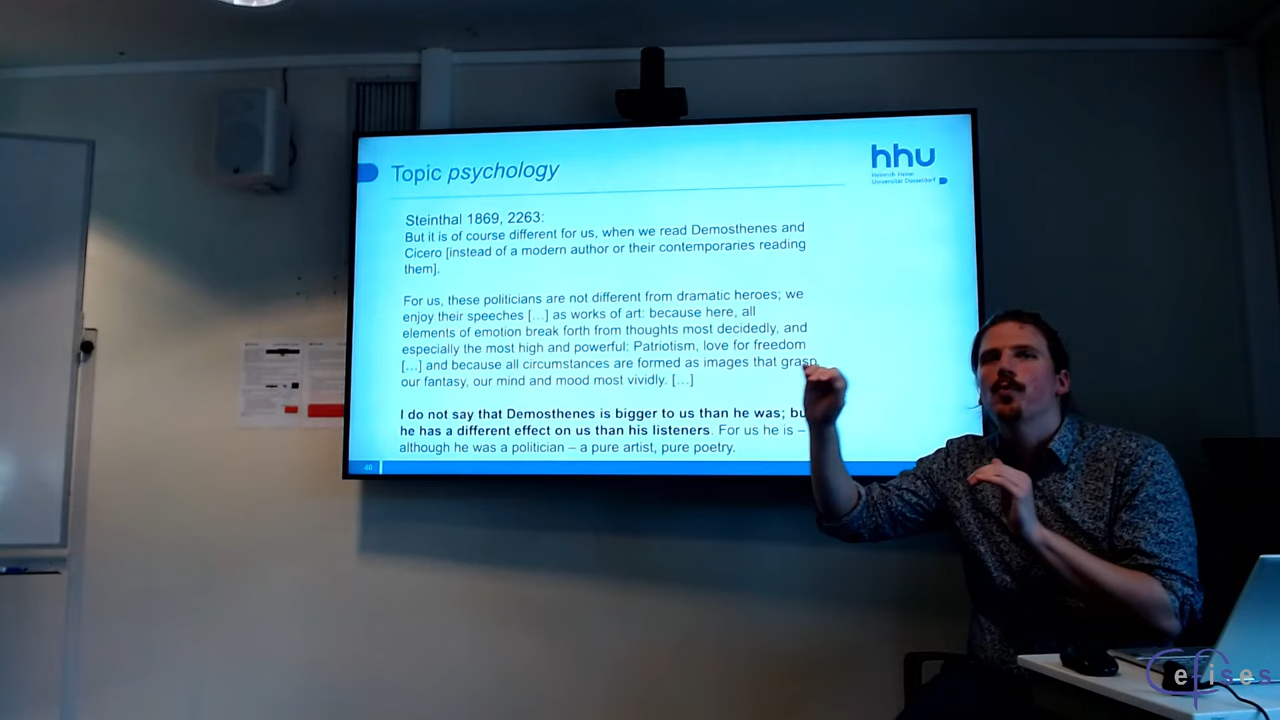 Topic psychology
hhu
Heinrich Heine
Universität Düsseldorf
Steinthal 1869, 2263:
But it is of course different for us, when we read Demosthenes and
Cicero [instead of a modern author or their contemporaries reading
them].
For us, these politicians are not different from dramatic heroes; we
enjoy their speeches […] as works of art: because here, all
elements of emotion break forth from thoughts most decidedly, and
especially the most high and powerful: Patriotism, love for freedom
[…] and because all circumstances are formed as images that grasp
our fantasy, our mind and mood most vividly. […]
I do not say that Demosthenes is bigger to us than he was; bu
he has a different effect on us than his listeners. For us he is –
although he was a politician – a pure artist, pure poetry.
40
Cefises